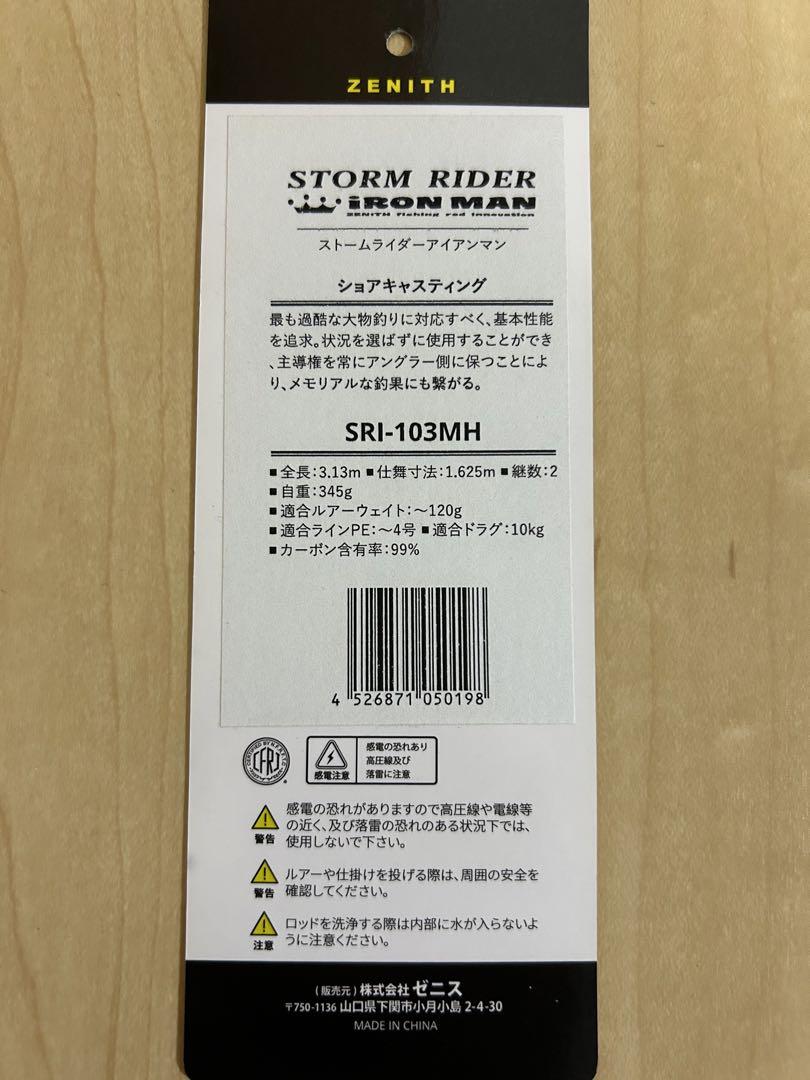 ZENITH
STORM RIDER
iRON MAN
ZENITH fishing rod innovation
ストームライダーアイアンマン
ショアキャスティング
最も過酷な大物釣りに対応すべく、基本性能
を追求。状況を選ばずに使用することができ
、主導権を常にアングラー側に保つことによ
り、メモリアルな釣果にも繋がる。
SRI-103MH
■全長:3.13m ■仕舞寸法:1.625m ■継数:2
■自重:345g
■適合ルアーウェイト:～120g
■適合ラインPE:～4号 ■適合ドラグ:10kg
■カーボン含有率:99%
4 526871 050198
CFRJ
感電注意
感電の恐れあり
高圧線及び
落雷に注意
警告
感電の恐れがありますので高圧線や電線等
の近く、及び落雷の恐れのある状況下では、
使用しないで下さい。
警告
ルアーや仕掛けを投げる際は、周囲の安全を
確認してください。
注意
ロッドを洗浄する際は内部に水が入らないよ
うに注意ください。
(販売元) 株式会社 ゼニス
〒750-1136 山口県下関市小月小島 2-4-30
MADE IN CHINA